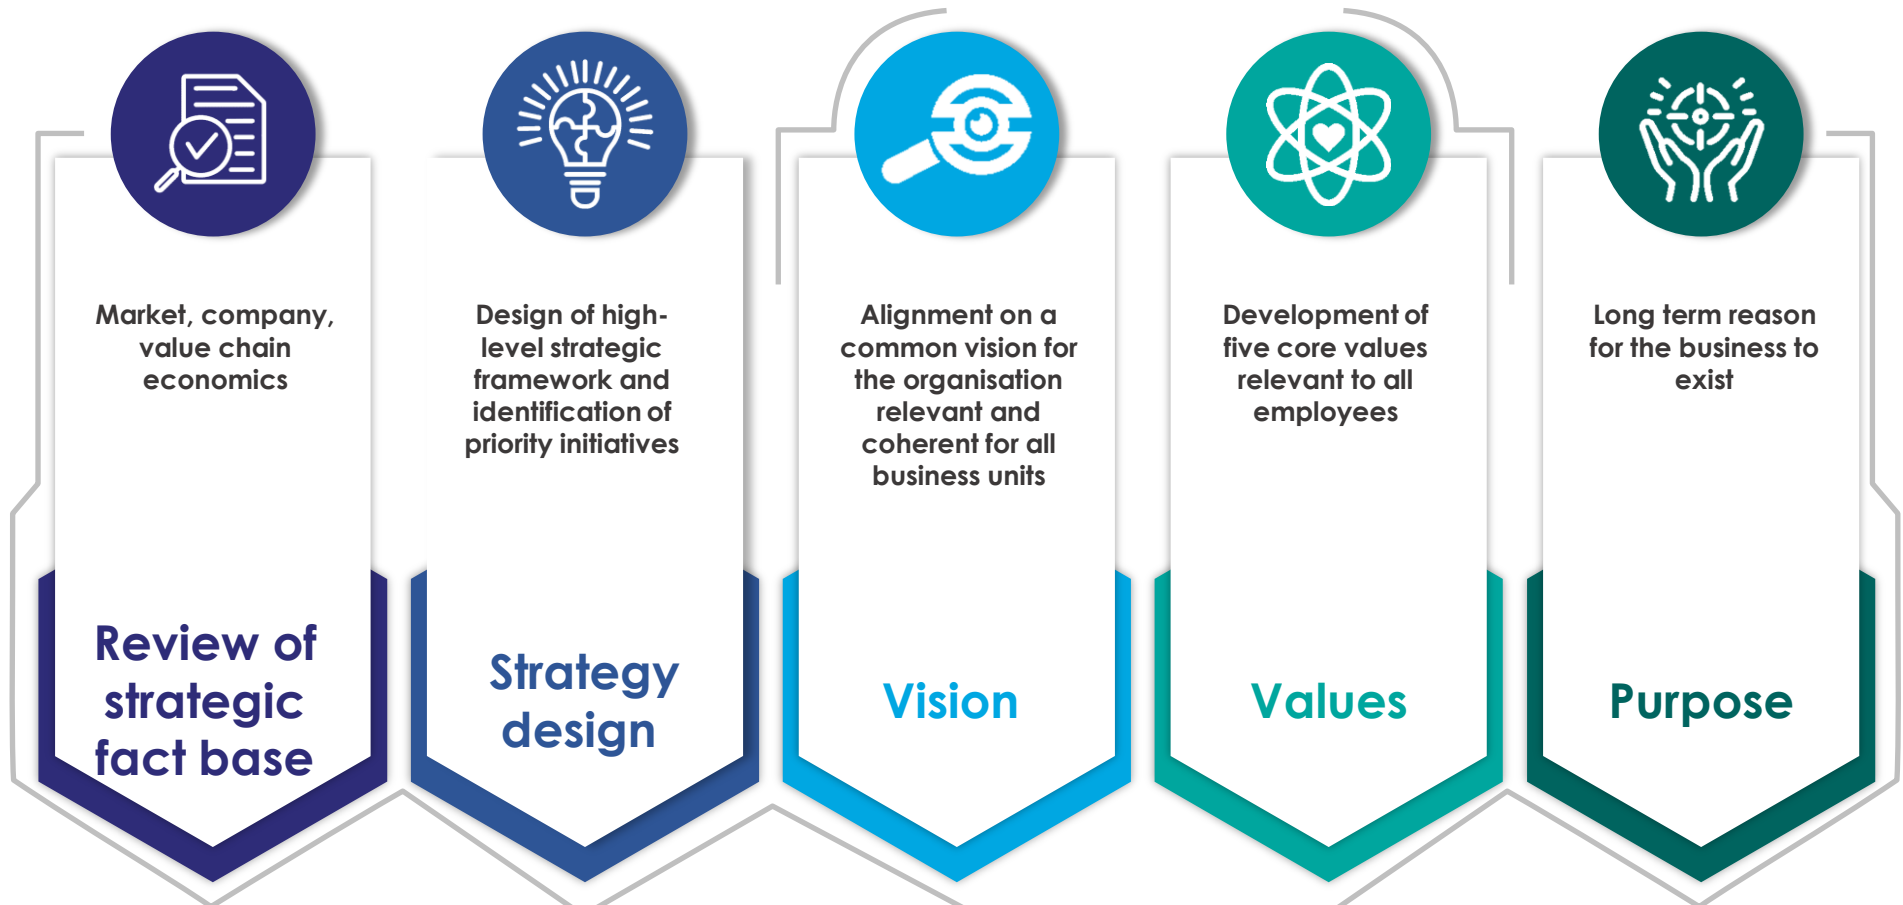 Market, company,
value chain
economics
Review of
strategic
fact base
Design of high-
level strategic
framework and
identification of
priority initiatives
Strategy
design
Alignment on a
common vision for
the organisation
relevant and
coherent for all
business units
Vision
Development of
five core values
relevant to all
employees
Values
Long term reason
for the business to
exist
Purpose